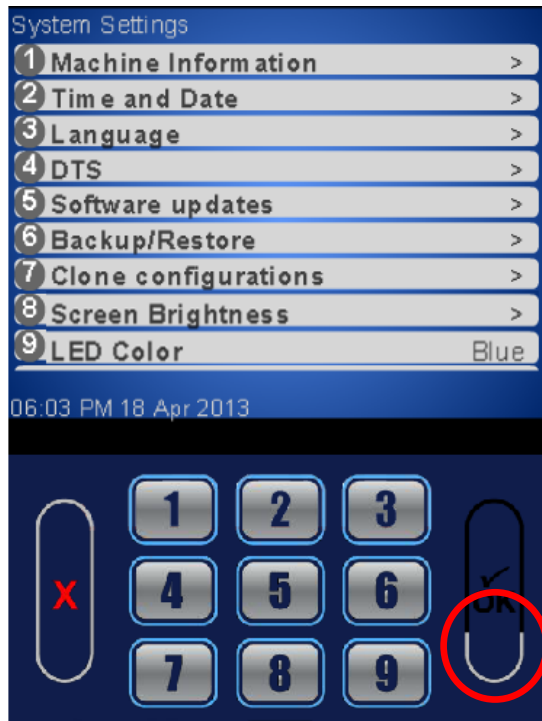 System Settings
1 Machine Information >
2 Time and Date >
3 Language >
4 DTS >
5 Software updates >
6 Backup/Restore >
7 Clone configurations >
8 Screen Brightness >
9 LED Color Blue
06:03 PM 18 Apr 2013
1 2 3
X 4 5 6 OK
7 8 9